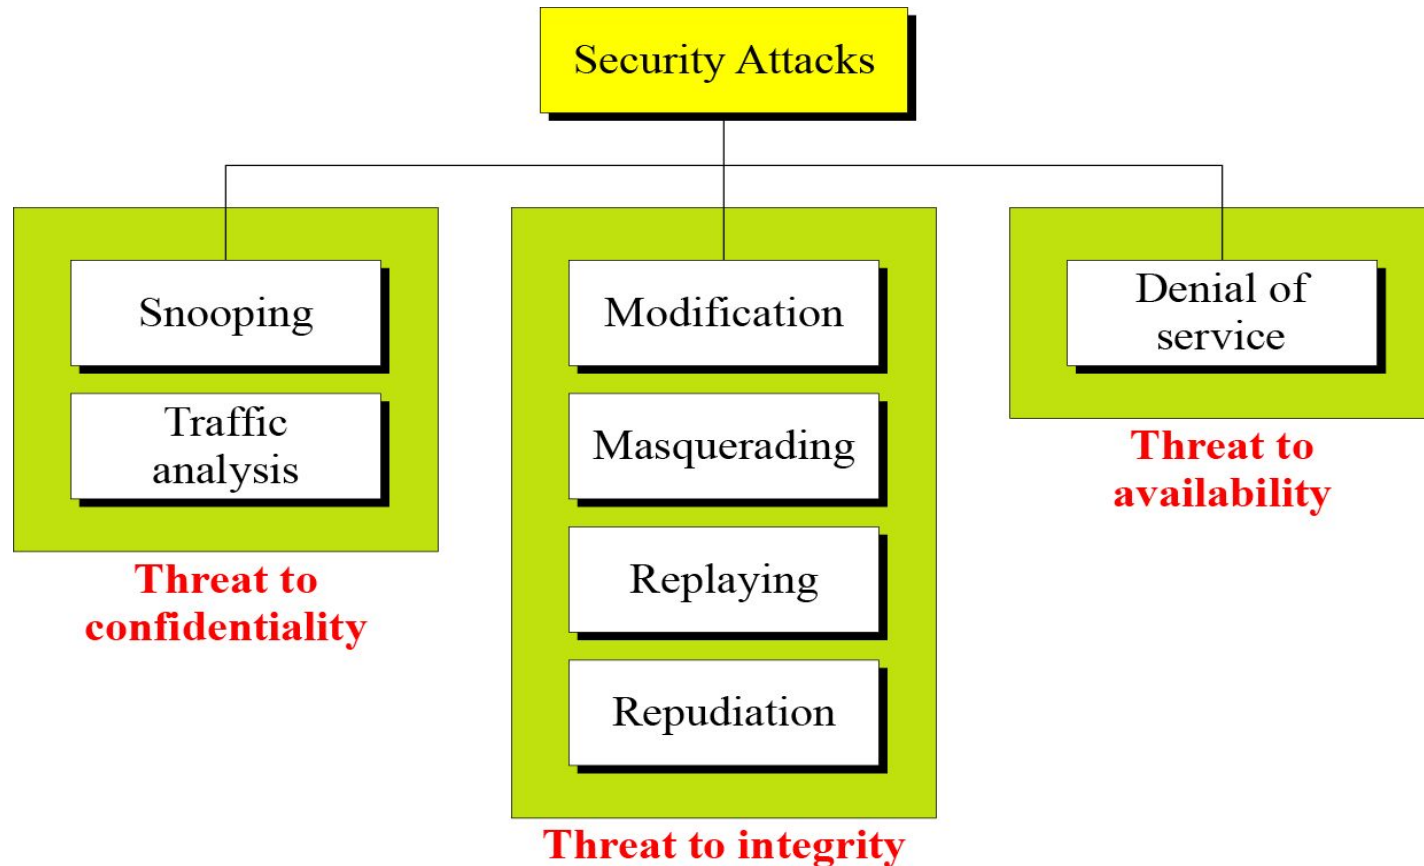 Security Attacks
Snooping
Traffic
analysis
Threat to
confidentiality
Modification
Masquerading
Replaying
Repudiation
Threat to integrity
Denial of
service
Threat to
availability